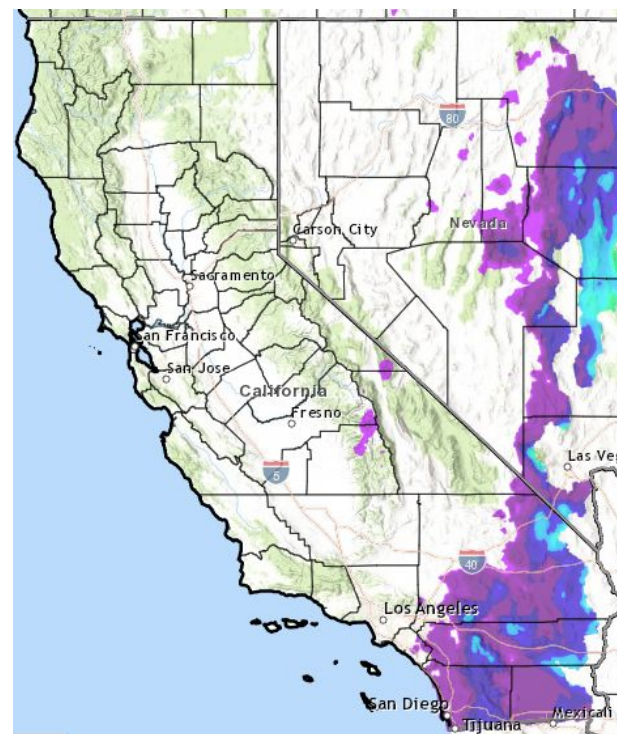 80
Nevada
Carson City
Sacramento
San Francisco
San Jose
California
Fresno
5
Las Ve
40
Los Angeles
San Diego
Mexicali
Tijuana